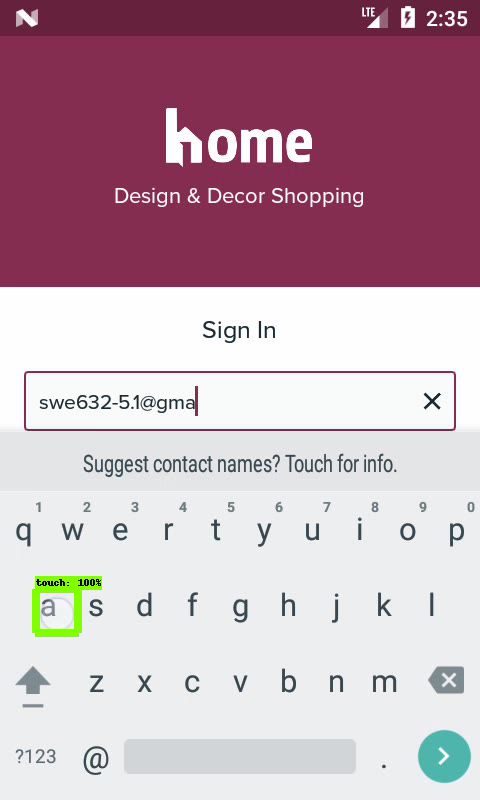 LTE 2:35
home
Design & Decor Shopping
Sign In
swe632-5.1@gma
Suggest contact names? Touch for info.
1 2 3 4 5 6 7 8 9 0
q w e r t y u i o p
touch: 100%
a s d f g h j k l
z x c v b n m
?123 @ .